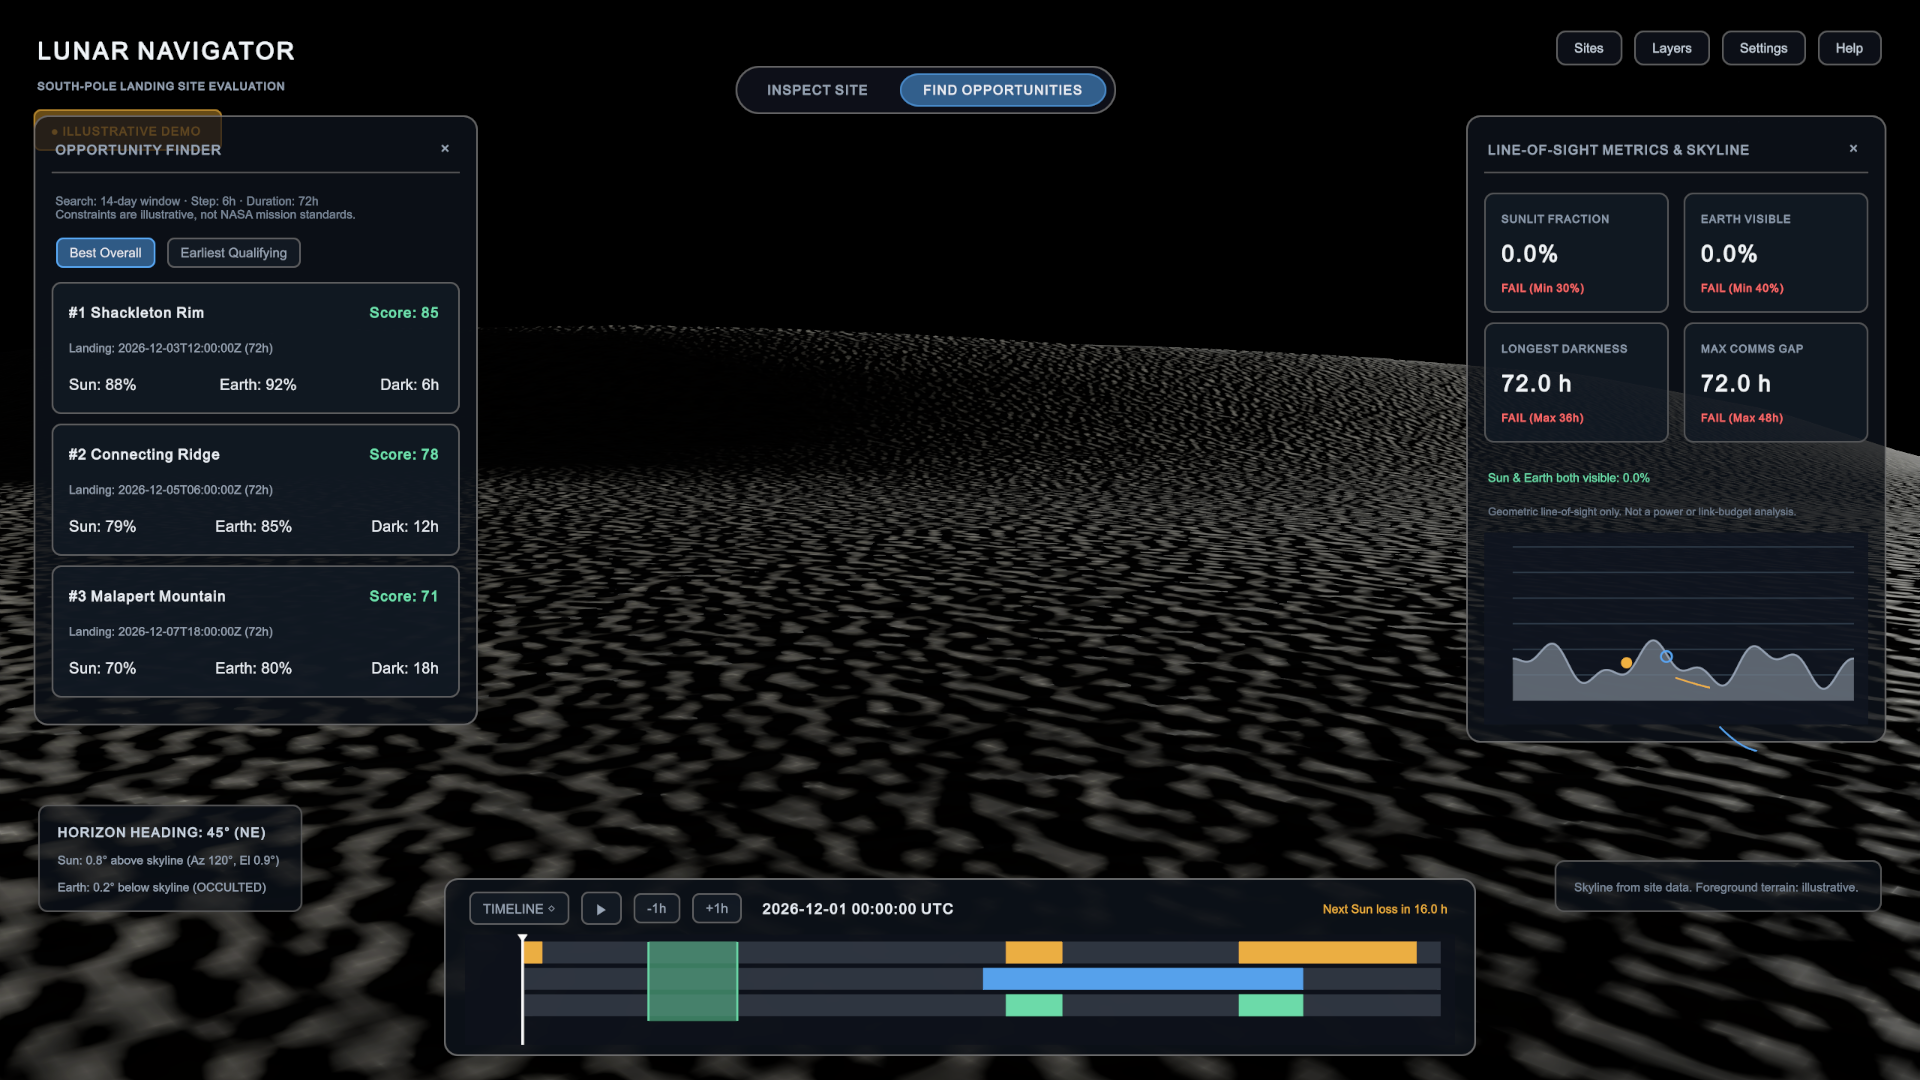 LUNAR NAVIGATOR
SOUTH-POLE LANDING SITE EVALUATION
INSPECT SITE
FIND OPPORTUNITIES
Sites
Layers
Settings
Help
ILLUSTRATIVE DEMO
OPPORTUNITY FINDER
×
Search: 14-day window · Step: 6h · Duration: 72h
Constraints are illustrative, not NASA mission standards.
Best Overall
Earliest Qualifying
#1 Shackleton Rim
Score: 85
Landing: 2026-12-03T12:00:00Z (72h)
Sun: 88%
Earth: 92%
Dark: 6h
#2 Connecting Ridge
Score: 78
Landing: 2026-12-05T06:00:00Z (72h)
Sun: 79%
Earth: 85%
Dark: 12h
#3 Malapert Mountain
Score: 71
Landing: 2026-12-07T18:00:00Z (72h)
Sun: 70%
Earth: 80%
Dark: 18h
LINE-OF-SIGHT METRICS & SKYLINE
×
SUNLIT FRACTION
0.0%
FAIL (Min 30%)
EARTH VISIBLE
0.0%
FAIL (Min 40%)
LONGEST DARKNESS
72.0 h
FAIL (Max 36h)
MAX COMMS GAP
72.0 h
FAIL (Max 48h)
Sun & Earth both visible: 0.0%
Geometric line-of-sight only. Not a power or link-budget analysis.
HORIZON HEADING: 45° (NE)
Sun: 0.8° above skyline (Az 120°, El 0.9°)
Earth: 0.2° below skyline (OCCULTED)
Skyline from site data. Foreground terrain: illustrative.
TIMELINE
-1h
+1h
2026-12-01 00:00:00 UTC
Next Sun loss in 16.0 h